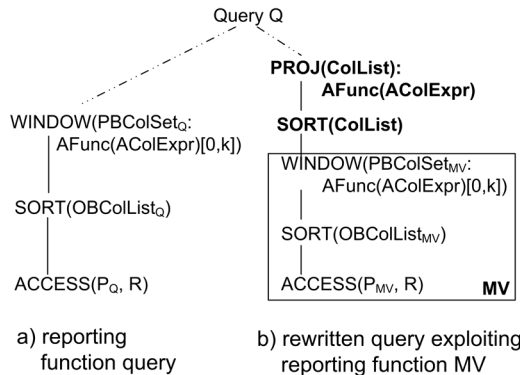 Query Q
WINDOW(PBColSetQ:
AFunc(AColExpr)[0,k])
SORT(OBColListQ)
ACCESS(PQ, R)
a) reporting
function query
PROJ(ColList):
AFunc(AColExpr)
SORT(ColList)
WINDOW(PBColSetMV:
AFunc(AColExpr)[0,k])
SORT(OBColListMV)
ACCESS(PMV, R)
MV
b) rewritten query exploiting
reporting function MV